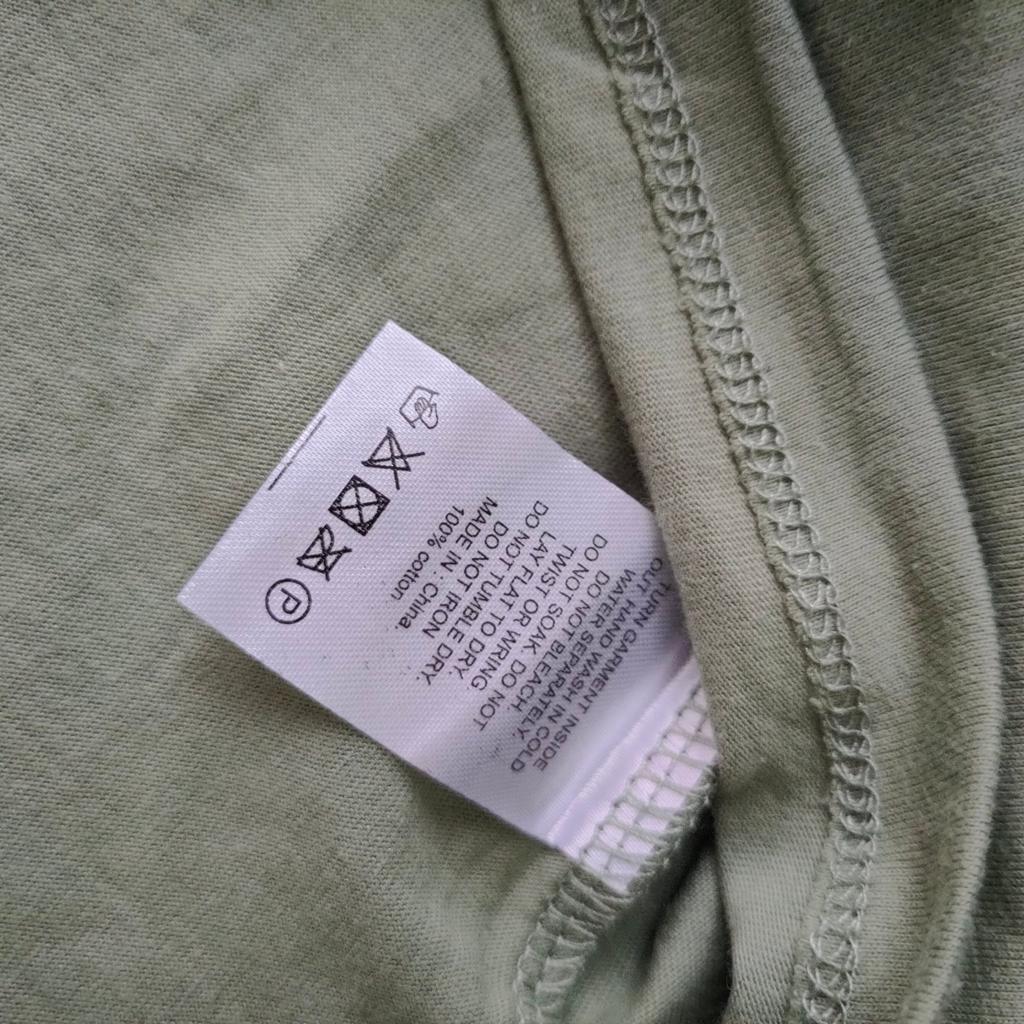 TURN GARMENT INSIDE
OUT HAND WASH IN COLD
WATER SEPARATELY.
DO NOT BLEACH.
DO NOT SOAK. DO NOT
TWIST OR WRING.
LAY FLAT TO DRY.
DO NOT TUMBLE DRY.
DO NOT IRON
MADE IN : China.
100% cotton
P